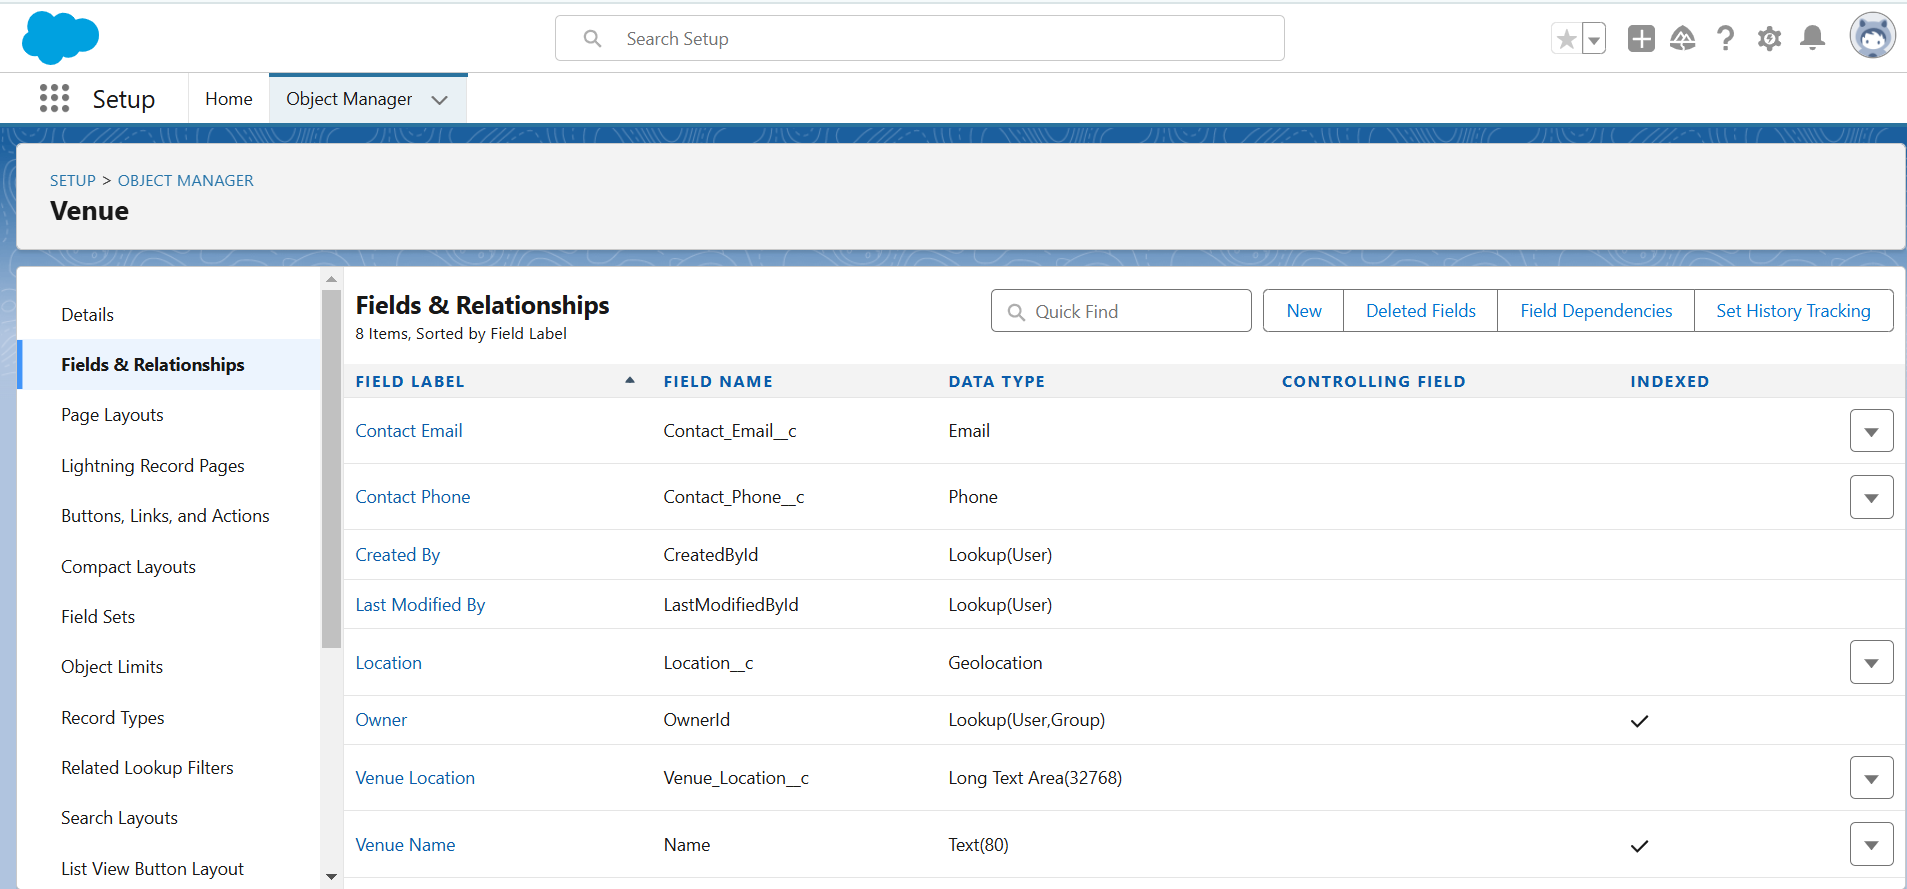 Search Setup
Setup
Home
Object Manager
SETUP > OBJECT MANAGER
Venue
Details
Fields & Relationships
Page Layouts
Lightning Record Pages
Buttons, Links, and Actions
Compact Layouts
Field Sets
Object Limits
Record Types
Related Lookup Filters
Search Layouts
List View Button Layout
Fields & Relationships
8 Items, Sorted by Field Label
Quick Find
New
Deleted Fields
Field Dependencies
Set History Tracking
FIELD LABEL FIELD NAME DATA TYPE CONTROLLING FIELD INDEXED
Contact Email Contact_Email__c Email
Contact Phone Contact_Phone__c Phone
Created By CreatedById Lookup(User)
Last Modified By LastModifiedById Lookup(User)
Location Location__c Geolocation
Owner OwnerId Lookup(User,Group)
Venue Location Venue_Location__c Long Text Area(32768)
Venue Name Name Text(80)